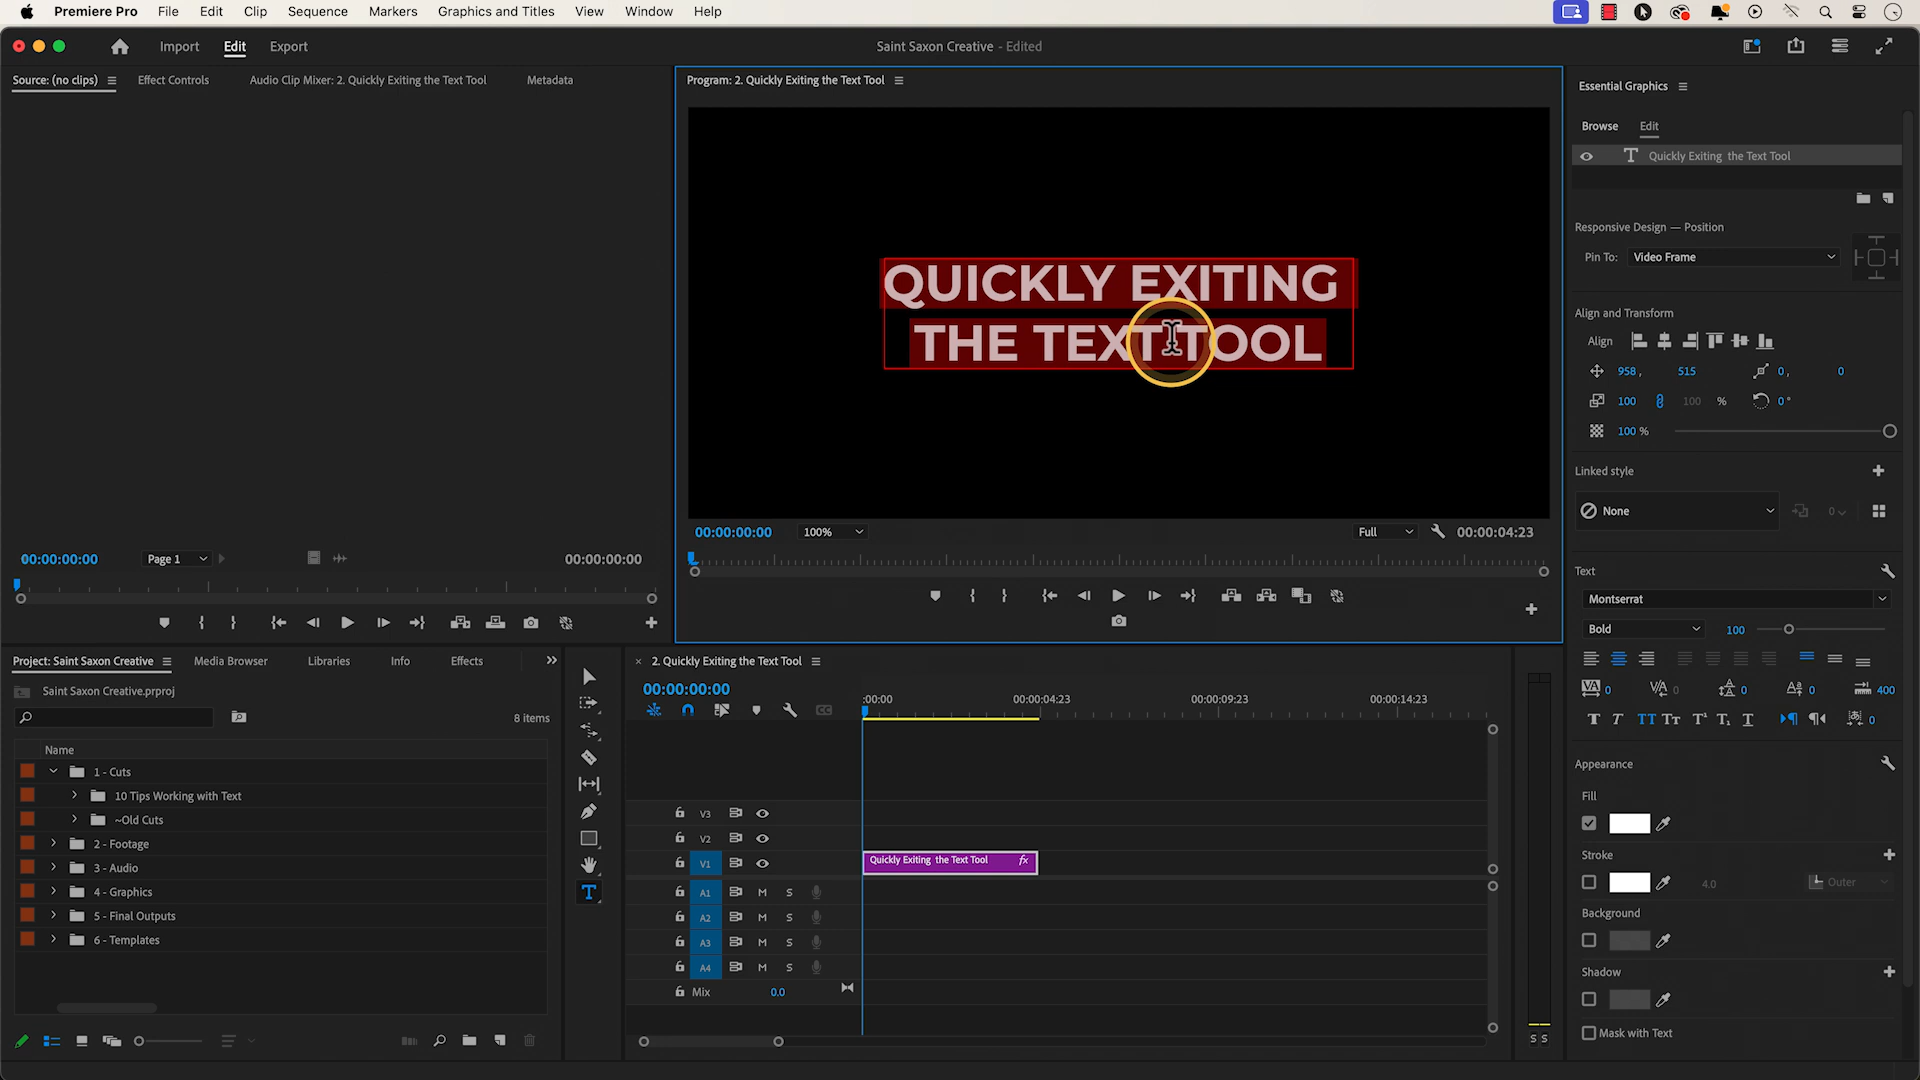 Premiere Pro File Edit Clip Sequence Markers Graphics and Titles View Window Help
Import Edit Export
Saint Saxon Creative - Edited
Source: (no clips) Effect Controls Audio Clip Mixer: 2. Quickly Exiting the Text Tool Metadata
Program: 2. Quickly Exiting the Text Tool
QUICKLY EXITING
THE TEXT TOOL
00:00:00:00 100% Full 00:00:04:23
00:00:00:00 Page 1 00:00:00:00
Project: Saint Saxon Creative Media Browser Libraries Info Effects
Saint Saxon Creative.prproj
8 items
Name
1 - Cuts
10 Tips Working with Text
~Old Cuts
2 - Footage
3 - Audio
4 - Graphics
5 - Final Outputs
6 - Templates
2. Quickly Exiting the Text Tool
00:00:00:00
:00:00 00:00:04:23 00:00:09:23 00:00:14:23
V3
V2
V1 Quickly Exiting the Text Tool fx
A1 M S
A2 M S
A3 M S
A4 M S
Mix 0.0
S S
Essential Graphics
Browse Edit
Quickly Exiting the Text Tool
Responsive Design — Position
Pin To: Video Frame
Align and Transform
Align
958 , 515 0 , 0
100 100 % 0 °
100 %
Linked style
None 0
Text
Montserrat
Bold 100
0 0 0 0 400
0
Appearance
Fill
Stroke
4.0 Outer
Background
Shadow
Mask with Text